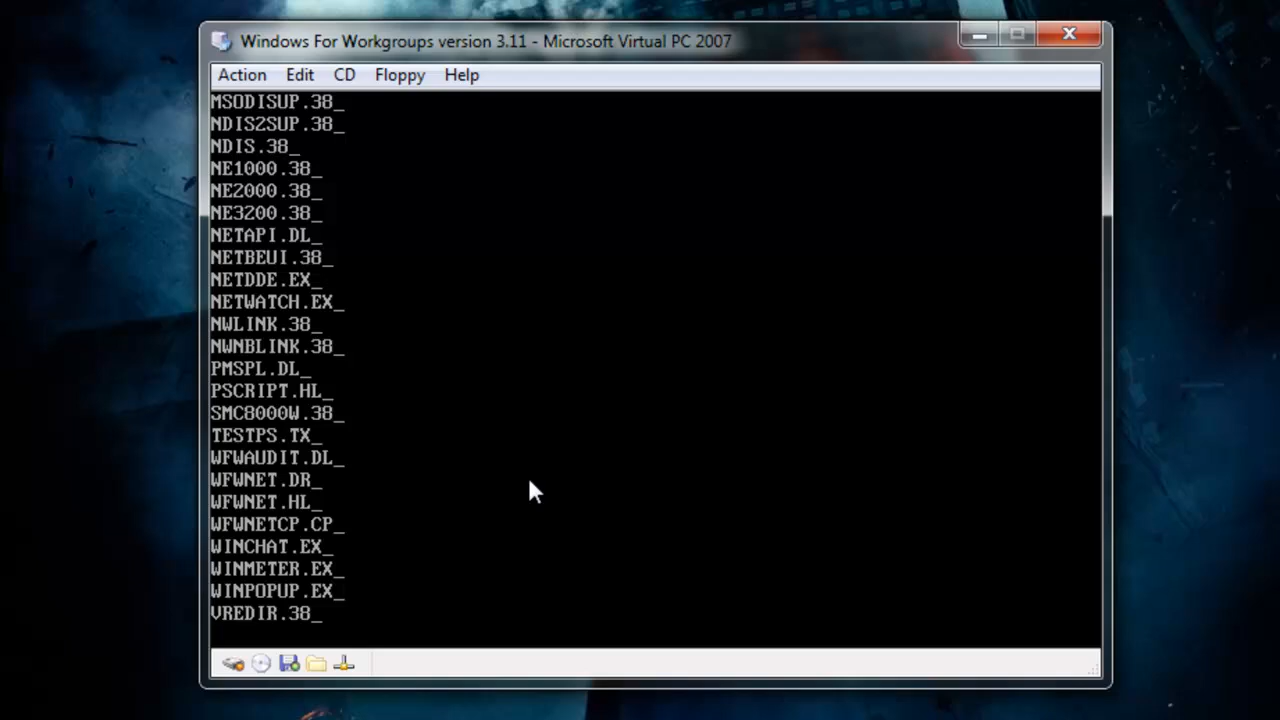 Windows For Workgroups version 3.11 - Microsoft Virtual PC 2007
Action Edit CD Floppy Help
MSODISUP.38_
NDIS2SUP.38_
NDIS.38_
NE1000.38_
NE2000.38_
NE3200.38_
NETAPI.DL_
NETBEUI.38_
NETDDE.EX_
NETWATCH.EX_
NWLINK.38_
NWNBLINK.38_
PMSPL.DL_
PSCRIPT.HL_
SMC8000W.38_
TESTPS.TX_
WFWAUDIT.DL_
WFWNET.DR_
WFWNET.HL_
WFWNETCP.CP_
WINCHAT.EX_
WINMETER.EX_
WINPOPUP.EX_
VREDIR.38_